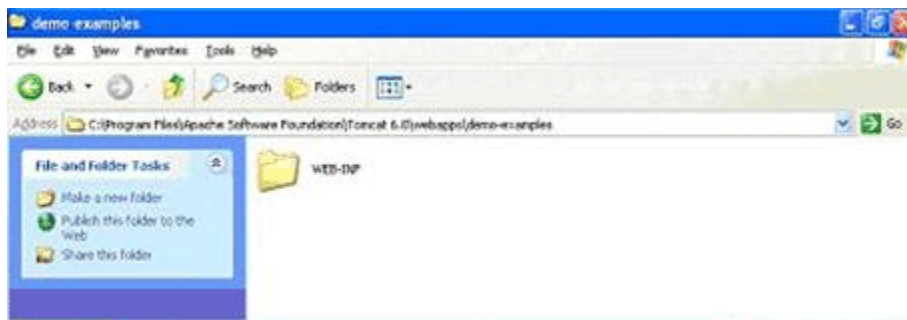 demo-examples
File Edit View Favorites Tools Help
Back Search Folders
Address C:\Program Files\Apache Software Foundation\Tomcat 6.0\webapps\demo-examples Go
File and Folder Tasks
Make a new folder
Publish this folder to the
Web
Share this folder
WEB-INF